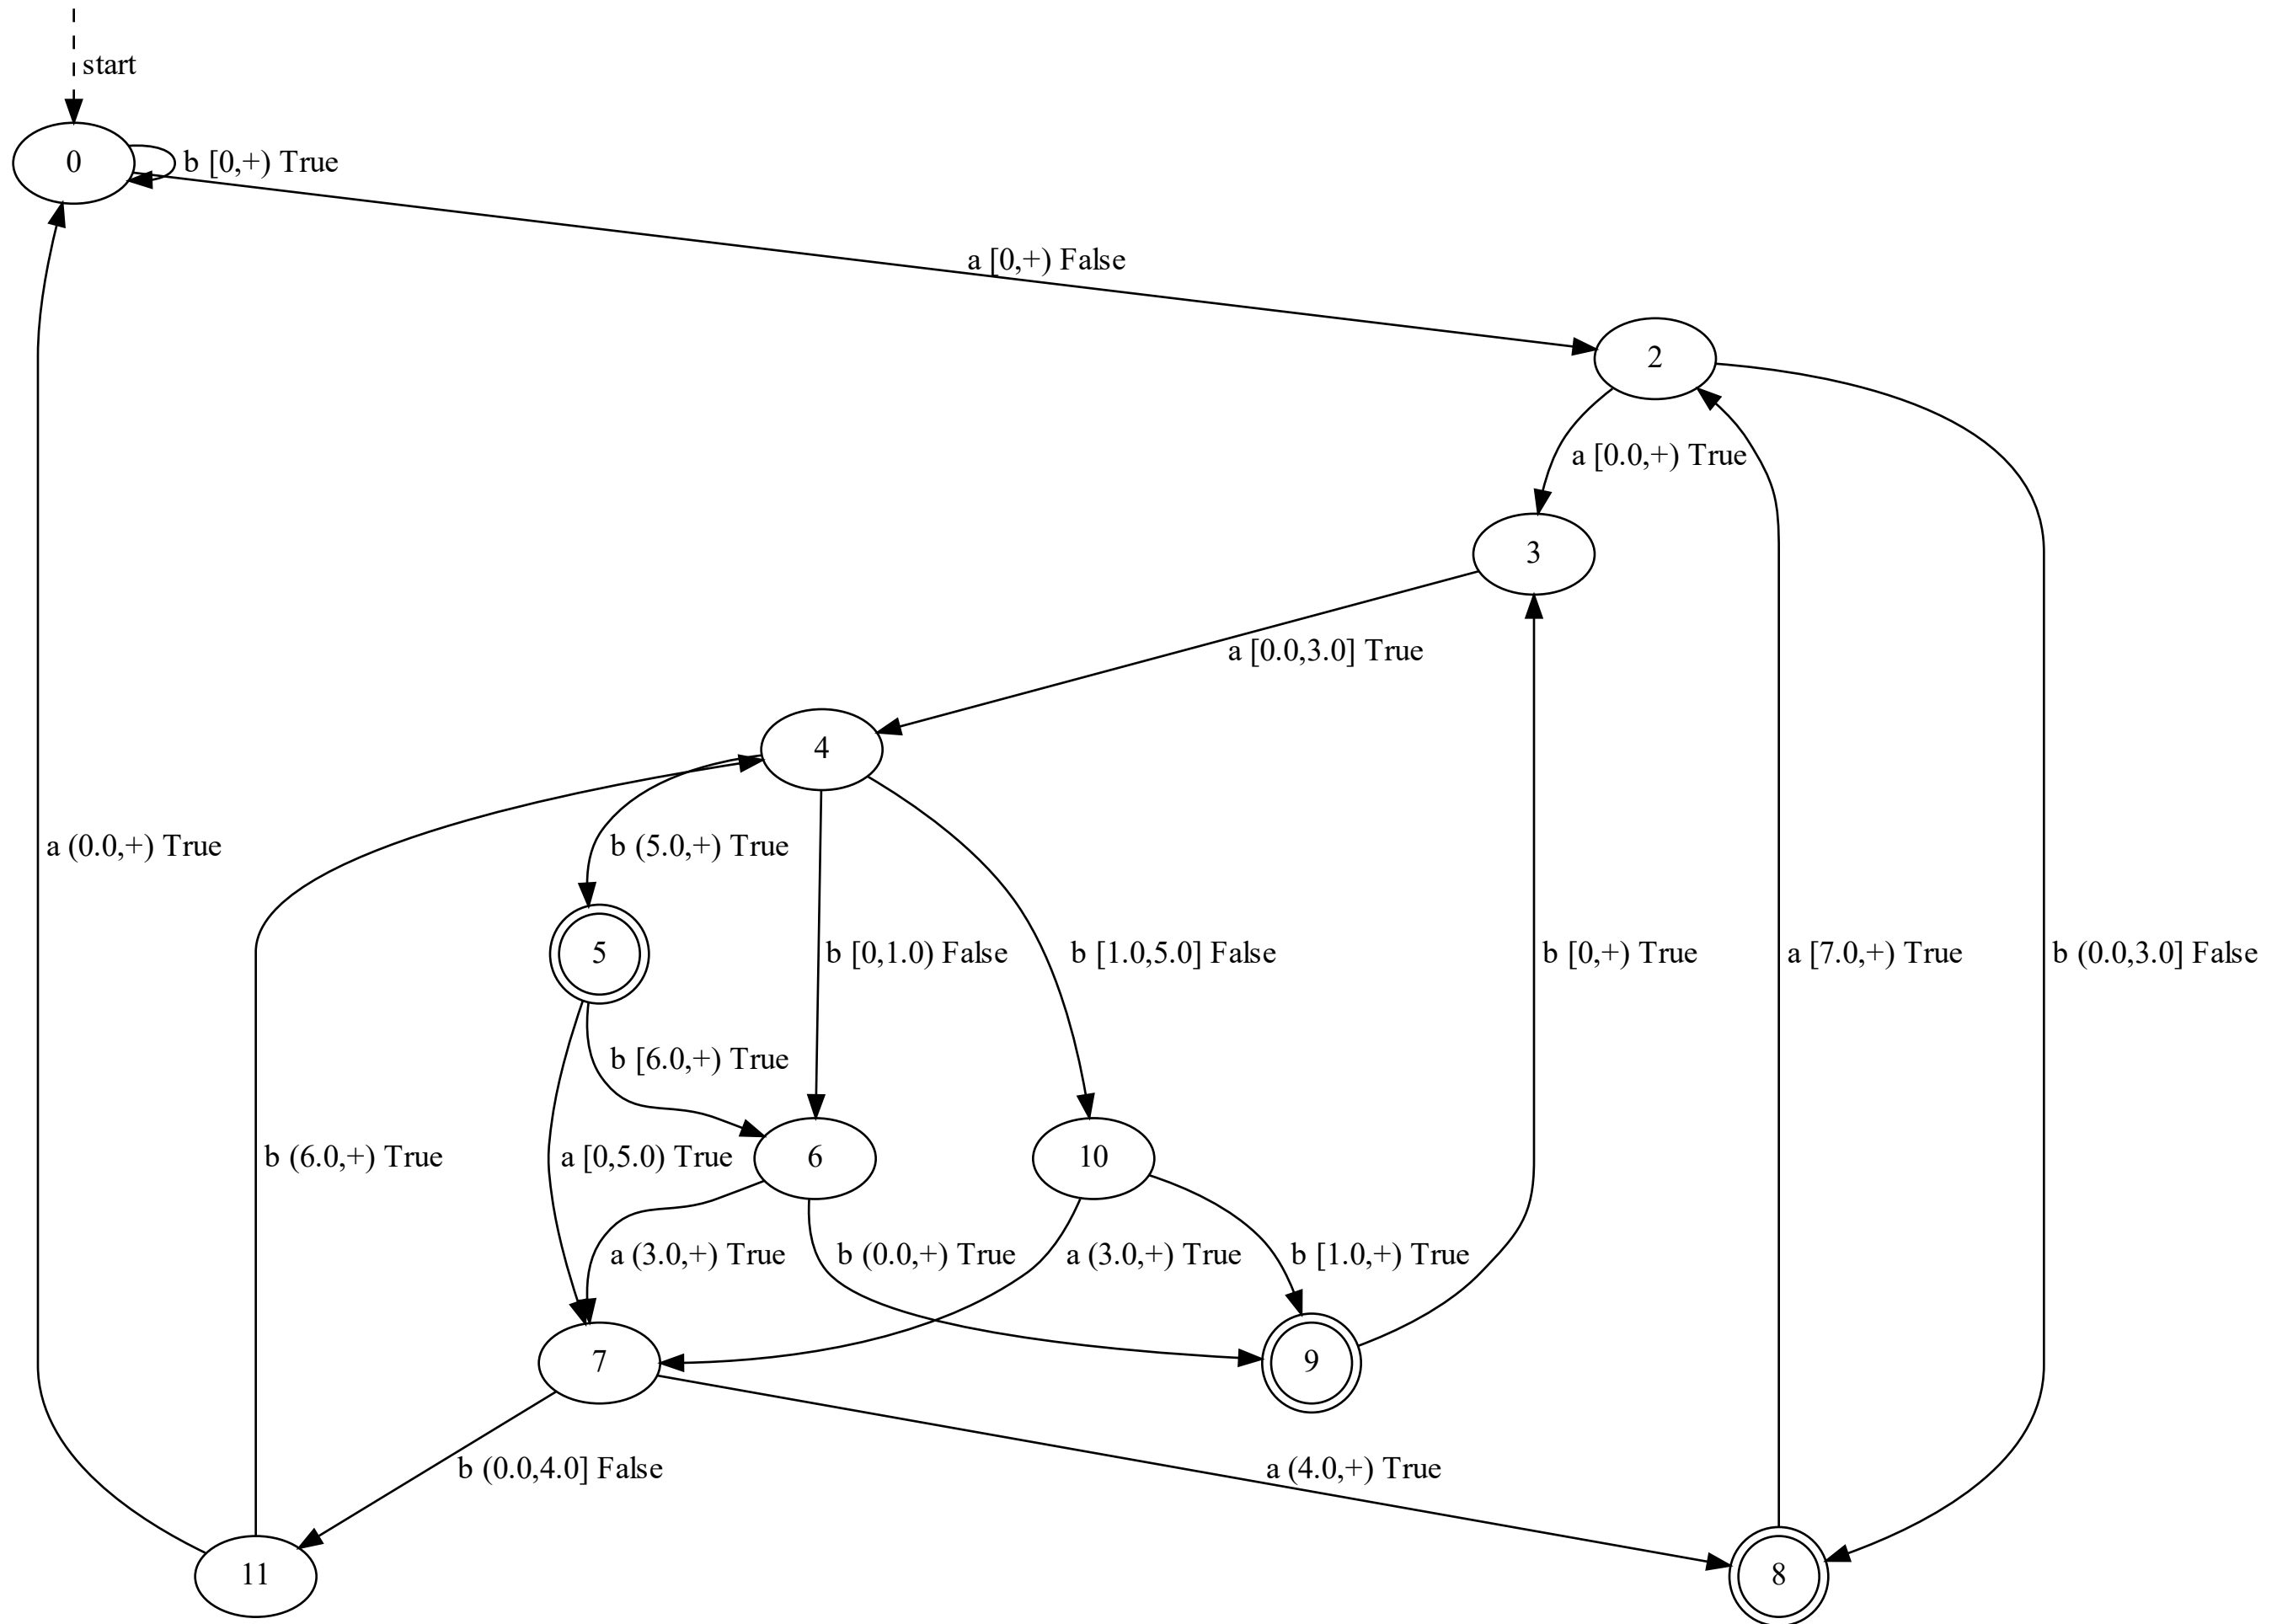 start
0
b [0,+) True
a [0,+) False
2
a [0.0,+) True
3
a [0.0,3.0] True
4
a (0.0,+) True
b (5.0,+) True
5
b [0,1.0) False
b [1.0,5.0] False
b [0,+) True
a [7.0,+) True
b (0.0,3.0] False
b [6.0,+) True
b (6.0,+) True
a [0,5.0) True
6
10
a (3.0,+) True
b (0.0,+) True
a (3.0,+) True
b [1.0,+) True
7
9
b (0.0,4.0] False
a (4.0,+) True
11
8